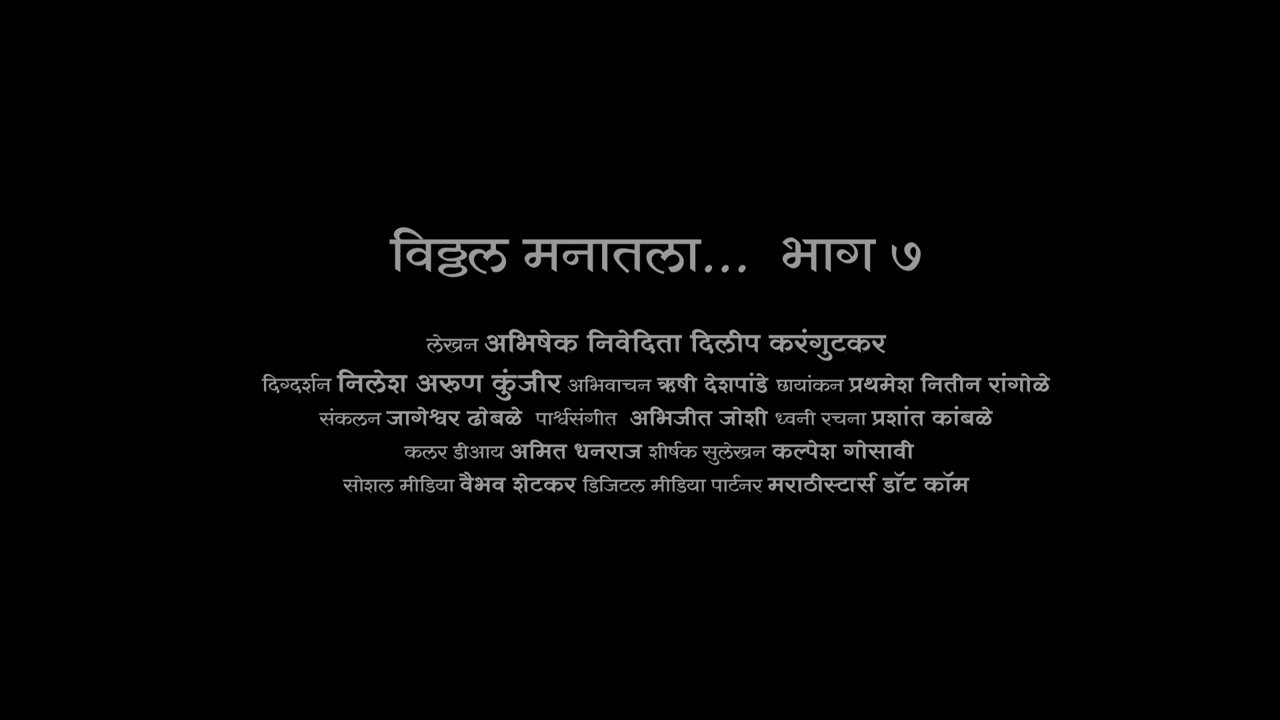 विठ्ठल मनातला... भाग ७
लेखन अभिषेक निवेदिता दिलीप करंगुटकर
दिग्दर्शन निलेश अरुण कुंजीर अभिवाचन ऋषी देशपांडे छायांकन प्रथमेश नितीन रांगोळे
संकलन जागेश्वर ढोबळे पार्श्वसंगीत अभिजीत जोशी ध्वनी रचना प्रशांत कांबळे
कलर डीआय अमित धनराज शीर्षक सुलेखन कल्पेश गोसावी
सोशल मीडिया वैभव शेटकर डिजिटल मीडिया पार्टनर मराठीस्टार्स डॉट कॉम